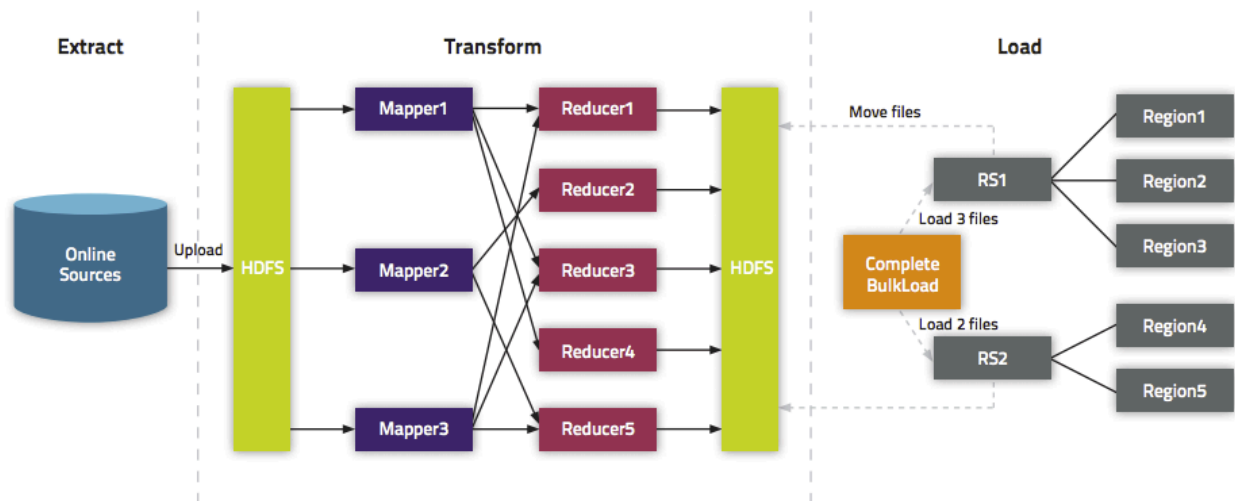 Extract
Transform
Load
Online
Sources
Upload
HDFS
Mapper1
Mapper2
Mapper3
Reducer1
Reducer2
Reducer3
Reducer4
Reducer5
HDFS
Move files
RS1
Load 3 files
Complete
BulkLoad
Load 2 files
RS2
Region1
Region2
Region3
Region4
Region5